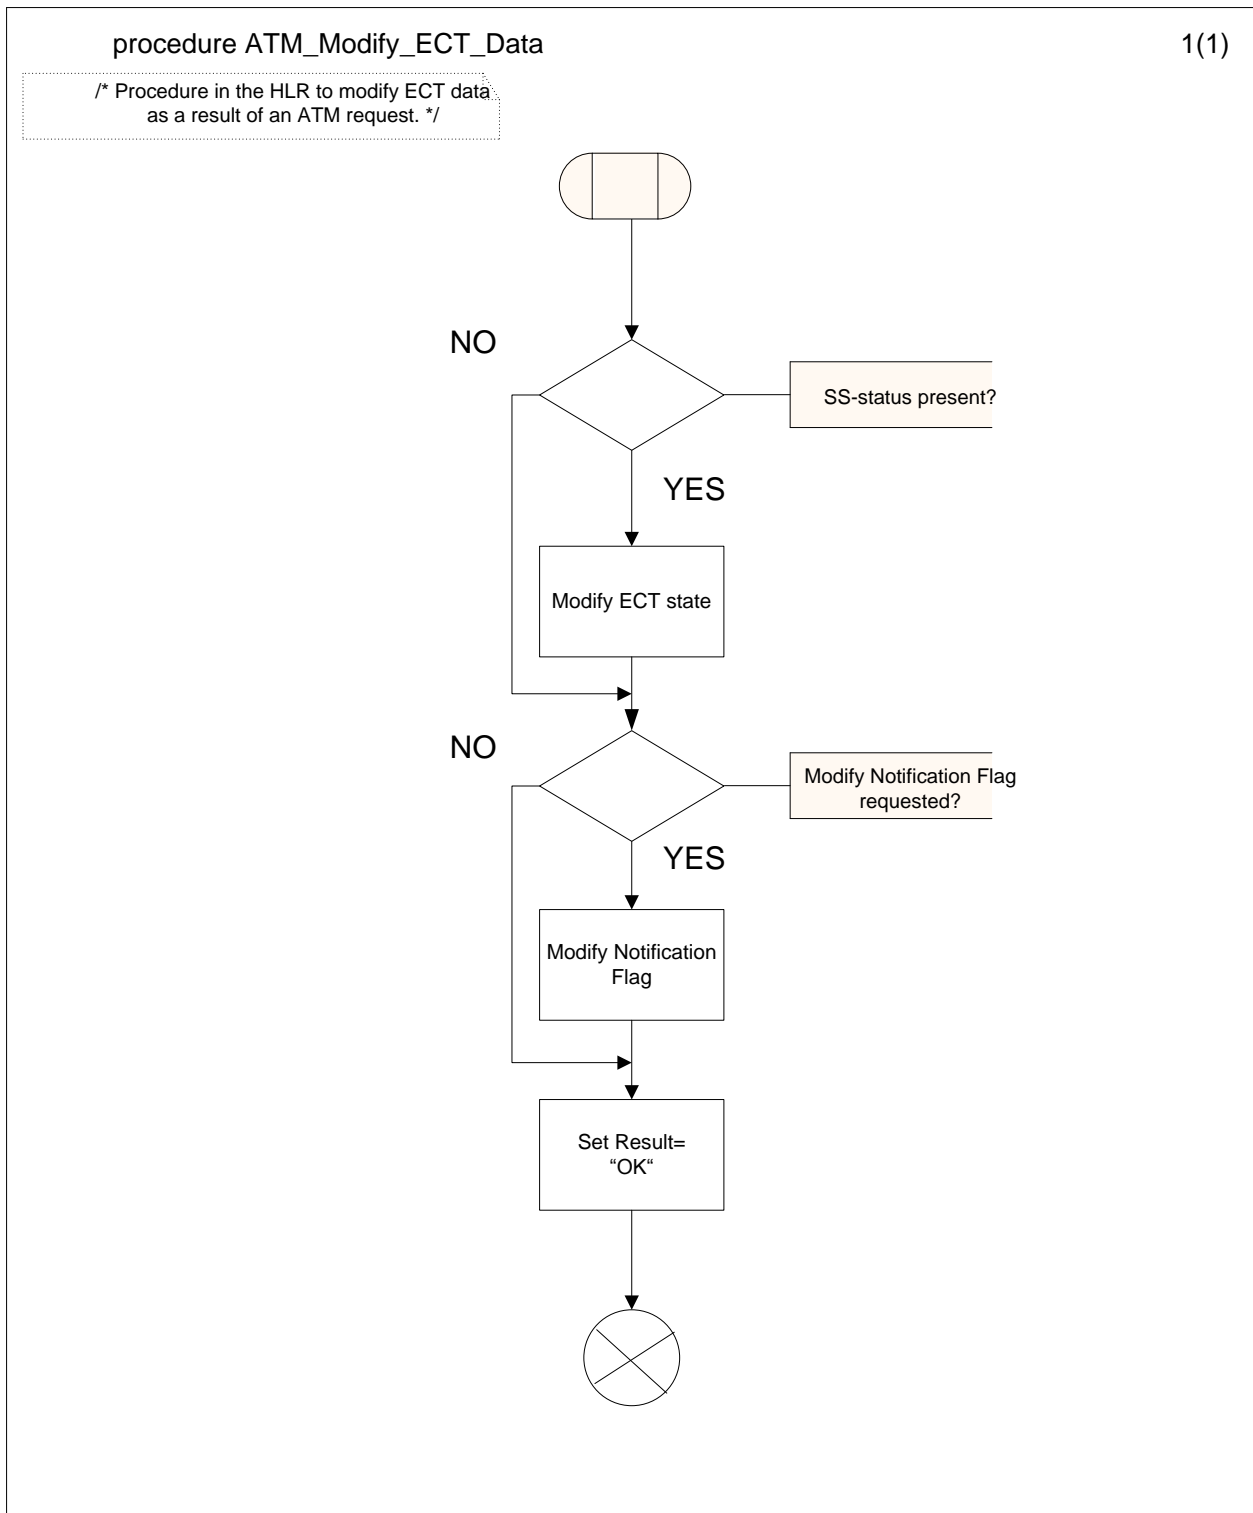 procedure ATM_Modify_ECT_Data
1(1)
/* Procedure in the HLR to modify ECT data
as a result of an ATM request. */
NO
SS-status present?
YES
Modify ECT state
NO
Modify Notification Flag
requested?
YES
Modify Notification
Flag
Set Result=
“OK“